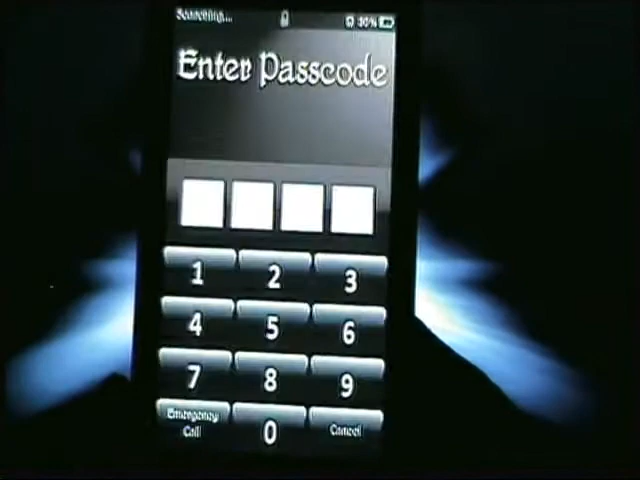 Searching...
30%
Enter Passcode
1 2 3
4 5 6
7 8 9
Emergency
Call
0
Cancel